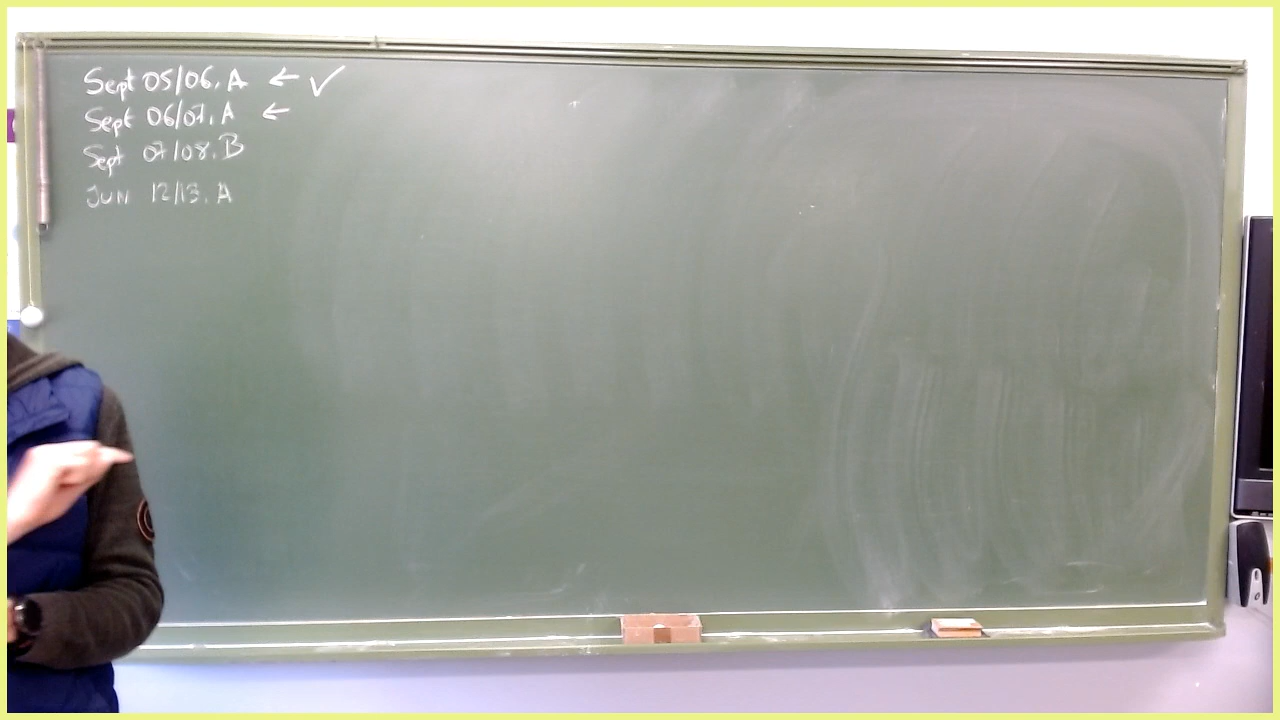 Sept 05/06. A ← ✓
Sept 06/07. A ←
Sept 07/08. B
JUN 12/13. A